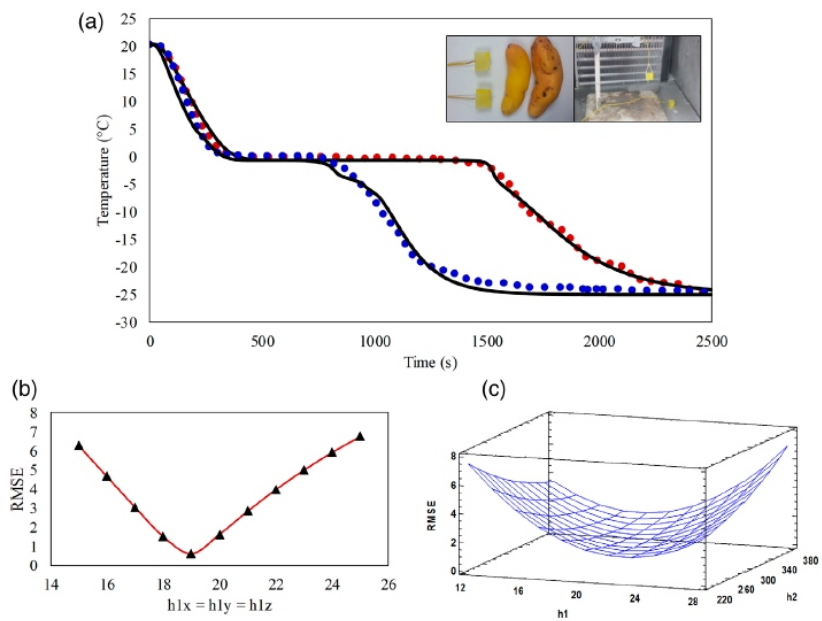 (a)
25
20
15
10
5
0
-5
-10
-15
-20
-25
-30
Temperature (°C)
0 500 1000 1500 2000 2500
Time (s)
(b)
8
7
6
5
4
3
2
1
0
RMSE
14 16 18 20 22 24 26
h1x = h1y = h1z
(c)
8
6
4
2
0
RMSE
12 16 20 24 28
h1
220 260 300 340 380
h2